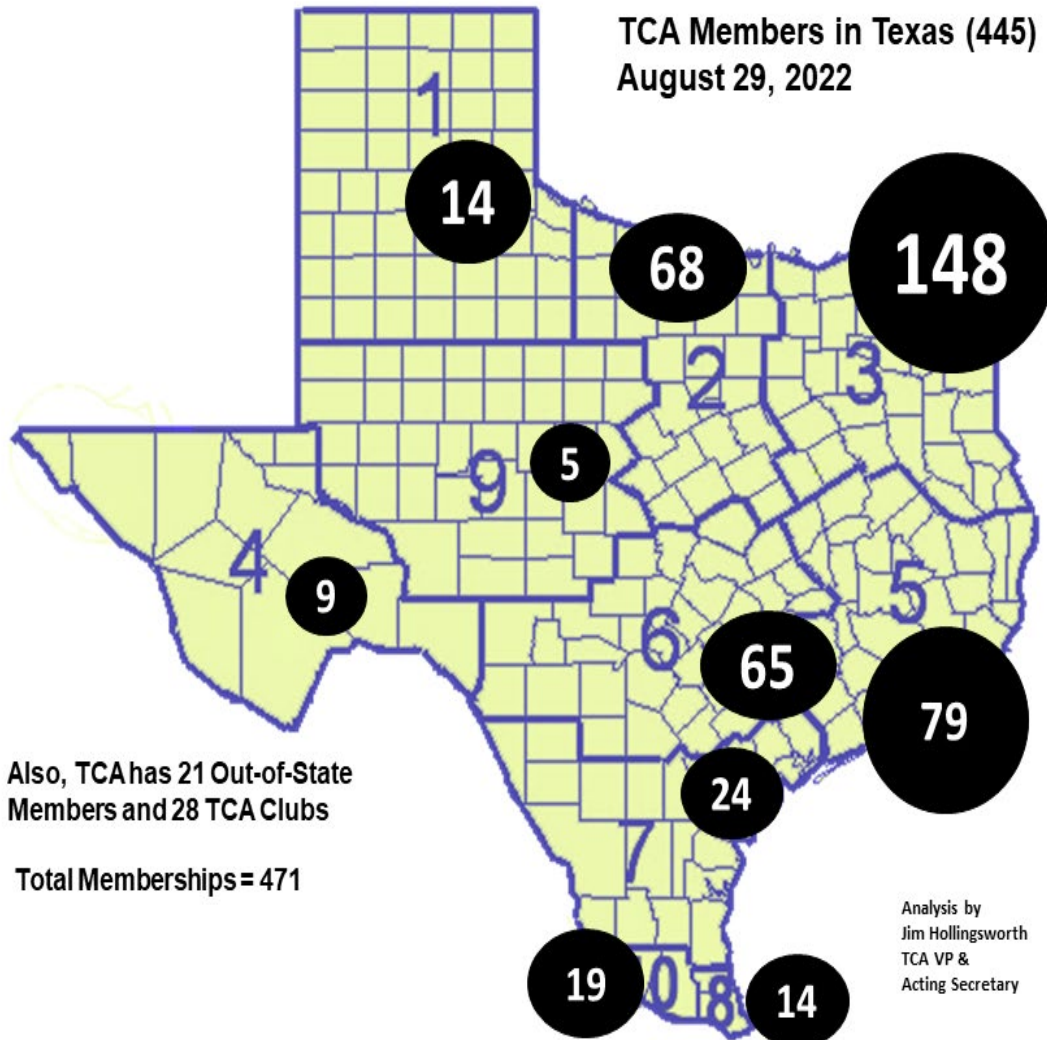 TCA Members in Texas (445)
August 29, 2022
1
14
68
148
2
3
9
5
4
9
6
65
5
79
24
7
Also, TCA has 21 Out-of-State
Members and 28 TCA Clubs
Total Memberships = 471
19
0
8
14
Analysis by
Jim Hollingsworth
TCA VP &
Acting Secretary